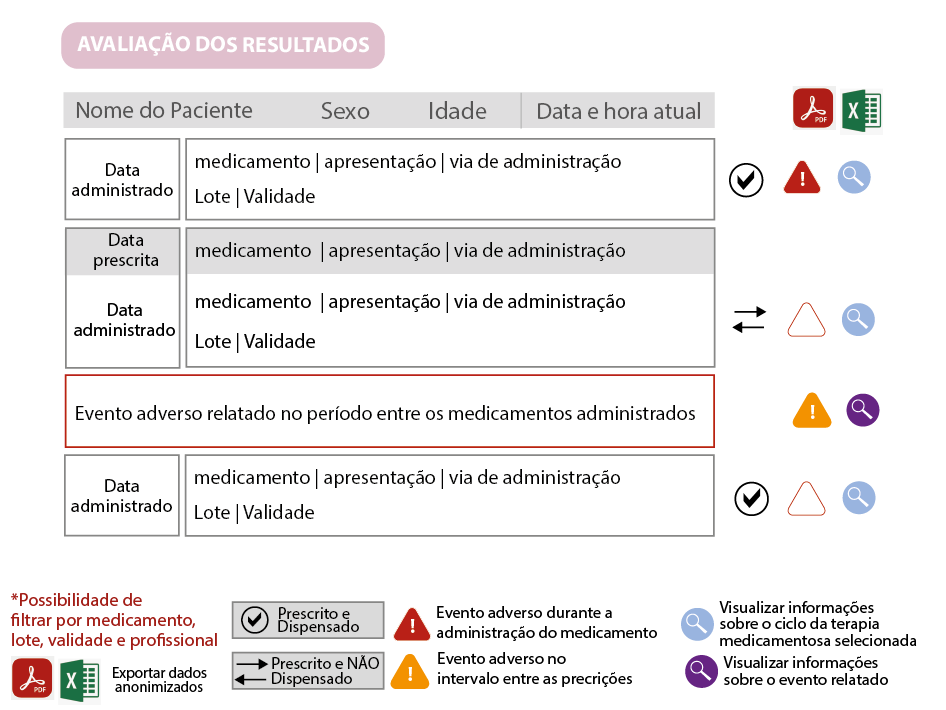 AVALIAÇÃO DOS RESULTADOS
Nome do Paciente Sexo Idade Data e hora atual
PDF
X
Data
administrado
medicamento | apresentação | via de administração
Lote | Validade
!
Data
prescrita
medicamento | apresentação | via de administração
Data
administrado
medicamento | apresentação | via de administração
Lote | Validade
Evento adverso relatado no período entre os medicamentos administrados
!
Data
administrado
medicamento | apresentação | via de administração
Lote | Validade
*Possibilidade de
filtrar por medicamento,
lote, validade e profissional
PDF
X
Exportar dados
anonimizados
Prescrito e
Dispensado
Prescrito e NÃO
Dispensado
!
Evento adverso durante a
administração do medicamento
!
Evento adverso no
intervalo entre as precrições
Visualizar informações
sobre o ciclo da terapia
medicamentosa selecionada
Visualizar informações
sobre o evento relatado